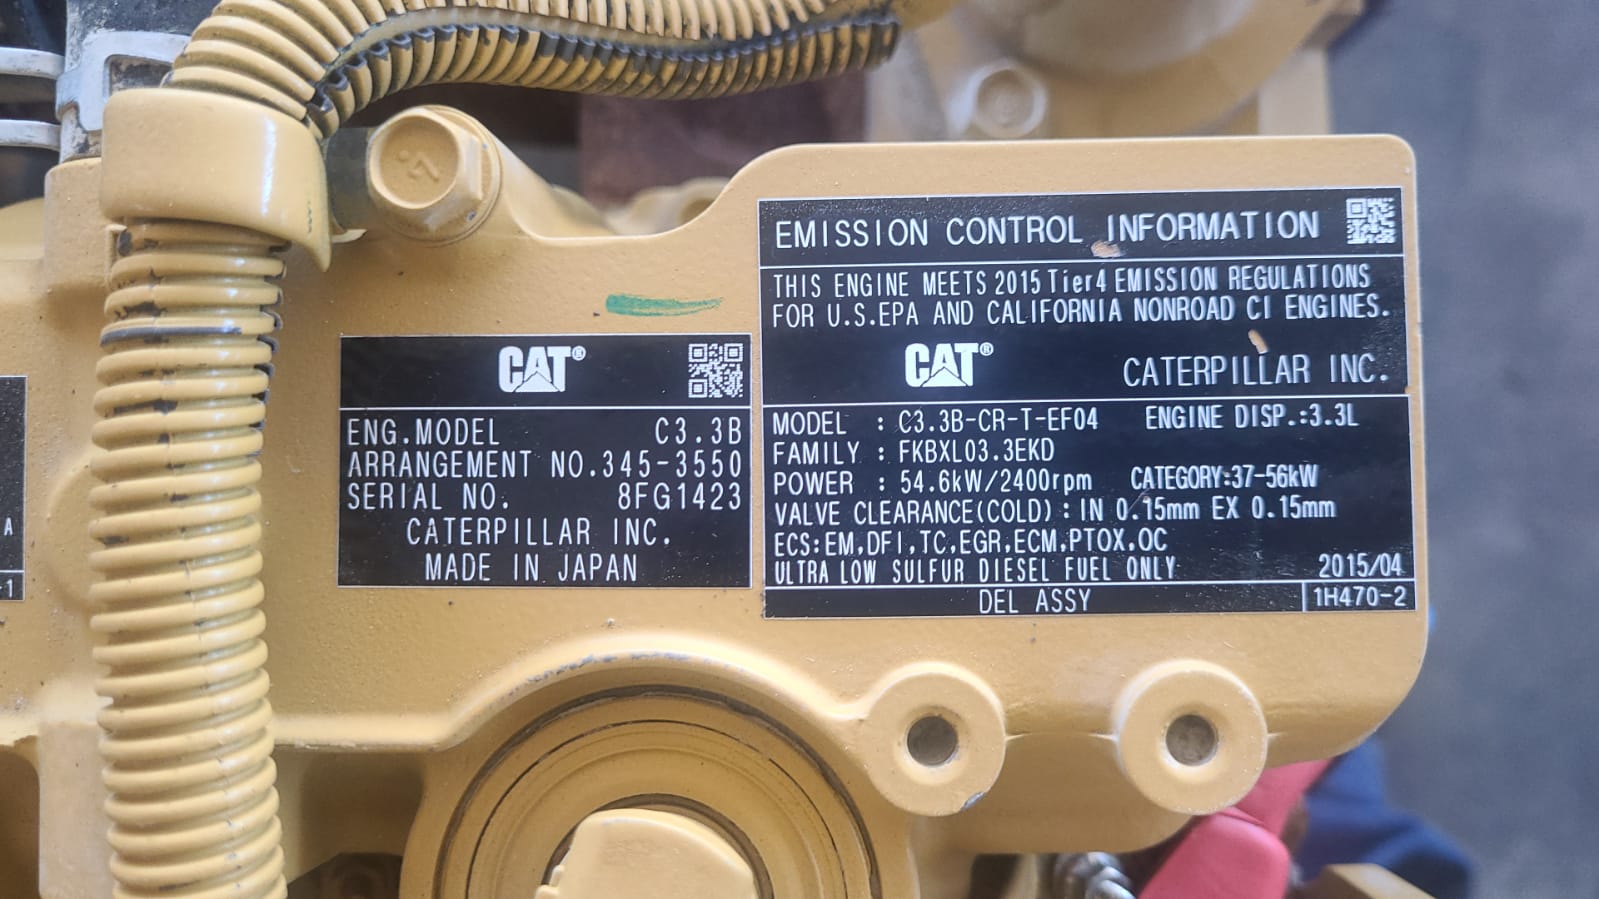 CAT®
ENG.MODEL C3.3B
ARRANGEMENT NO.345-3550
SERIAL NO. 8FG1423
CATERPILLAR INC.
MADE IN JAPAN
EMISSION CONTROL INFORMATION
THIS ENGINE MEETS 2015 Tier4 EMISSION REGULATIONS
FOR U.S.EPA AND CALIFORNIA NONROAD CI ENGINES.
CAT® CATERPILLAR INC.
MODEL : C3.3B-CR-T-EF04 ENGINE DISP.:3.3L
FAMILY : FKBXL03.3EKD
POWER : 54.6kW/2400rpm CATEGORY:37-56kW
VALVE CLEARANCE(COLD):IN 0.15mm EX 0.15mm
ECS:EM,DFI,TC,EGR,ECM,PTOX,OC
ULTRA LOW SULFUR DIESEL FUEL ONLY 2015/04
DEL ASSY 1H470-2
A
-1
7